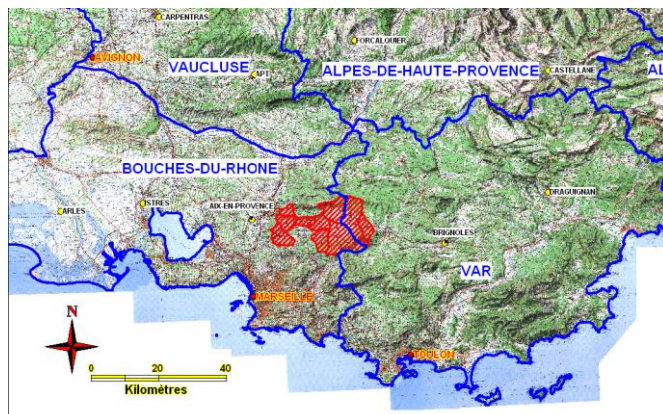 CARPENTRAS
FORCALQUIER
AVIGNON
VAUCLUSE
APT
ALPES-DE-HAUTE-PROVENCE
CASTELLANE
AL
BOUCHES-DU-RHONE
DRAGUIGNAN
ARLES
ISTRES
AIX-EN-PROVENCE
BRIGNOLES
VAR
MARSEILLE
N
TOULON
0 20 40
Kilométres